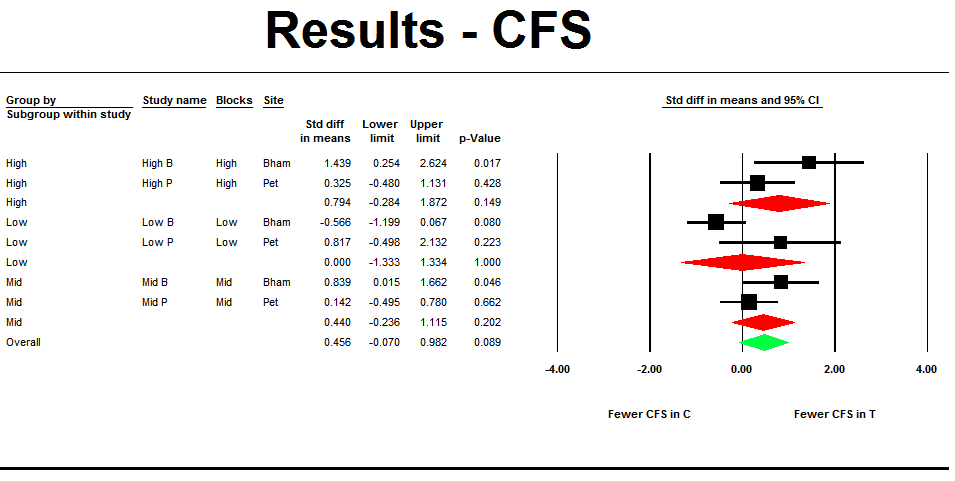 Results - CFS
Group by Study name Blocks Site Std diff in means and 95% CI
Subgroup within study
Std diff Lower Upper
in means limit limit p-Value
High High B High Bham 1.439 0.254 2.624 0.017
High High P High Pet 0.325 -0.480 1.131 0.428
High 0.794 -0.284 1.872 0.149
Low Low B Low Bham -0.566 -1.199 0.067 0.080
Low Low P Low Pet 0.817 -0.498 2.132 0.223
Low 0.000 -1.333 1.334 1.000
Mid Mid B Mid Bham 0.839 0.015 1.662 0.046
Mid Mid P Mid Pet 0.142 -0.495 0.780 0.662
Mid 0.440 -0.236 1.115 0.202
Overall 0.456 -0.070 0.982 0.089
-4.00 -2.00 0.00 2.00 4.00
Fewer CFS in C Fewer CFS in T